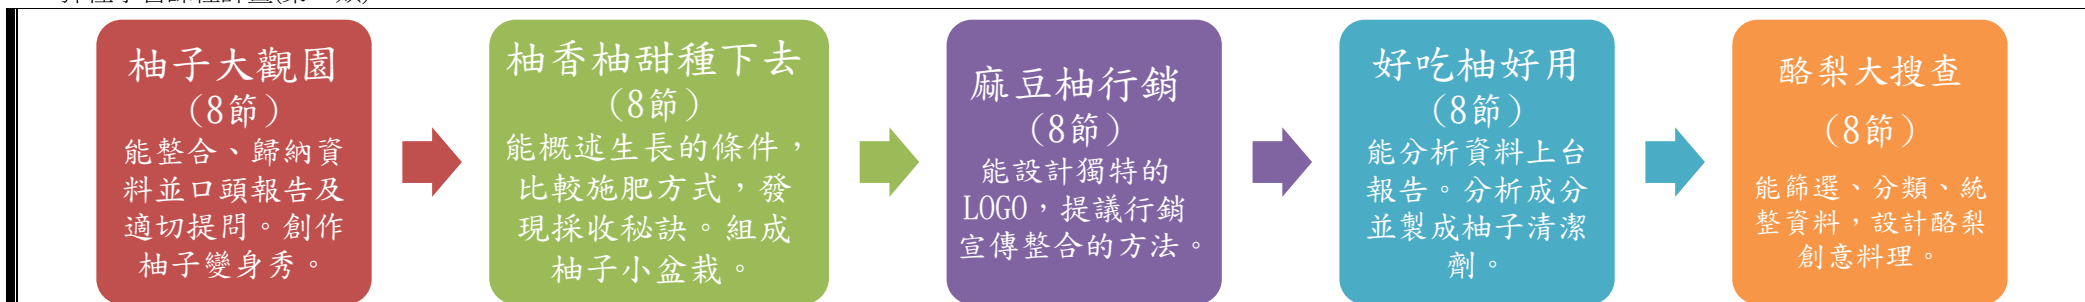 柚子大觀園
（8節）
能整合、歸納資
料並口頭報告及
適切提問。創作
柚子變身秀。
柚香柚甜種下去
（8節）
能概述生長的條件，
比較施肥方式，發
現採收秘訣。組成
柚子小盆栽。
麻豆柚行銷
（8節）
能設計獨特的
LOGO，提議行銷
宣傳整合的方法。
好吃柚好用
（8節）
能分析資料上台
報告。分析成分
並製成柚子清潔
劑。
酪梨大搜查
（8節）
能篩選、分類、統
整資料，設計酪梨
創意料理。